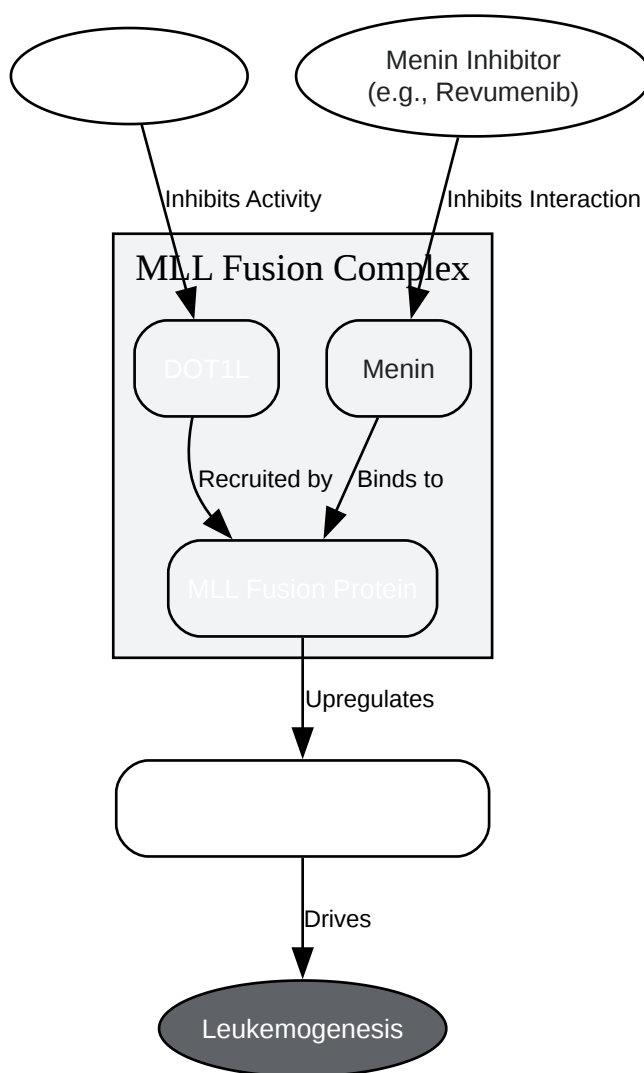 Menin Inhibitor
(e.g., Revumenib)
Inhibits Activity
Inhibits Interaction
MLL Fusion Complex
DOT1L
Menin
Recruited by
Binds to
MLL Fusion Protein
Upregulates
Drives
Leukemogenesis